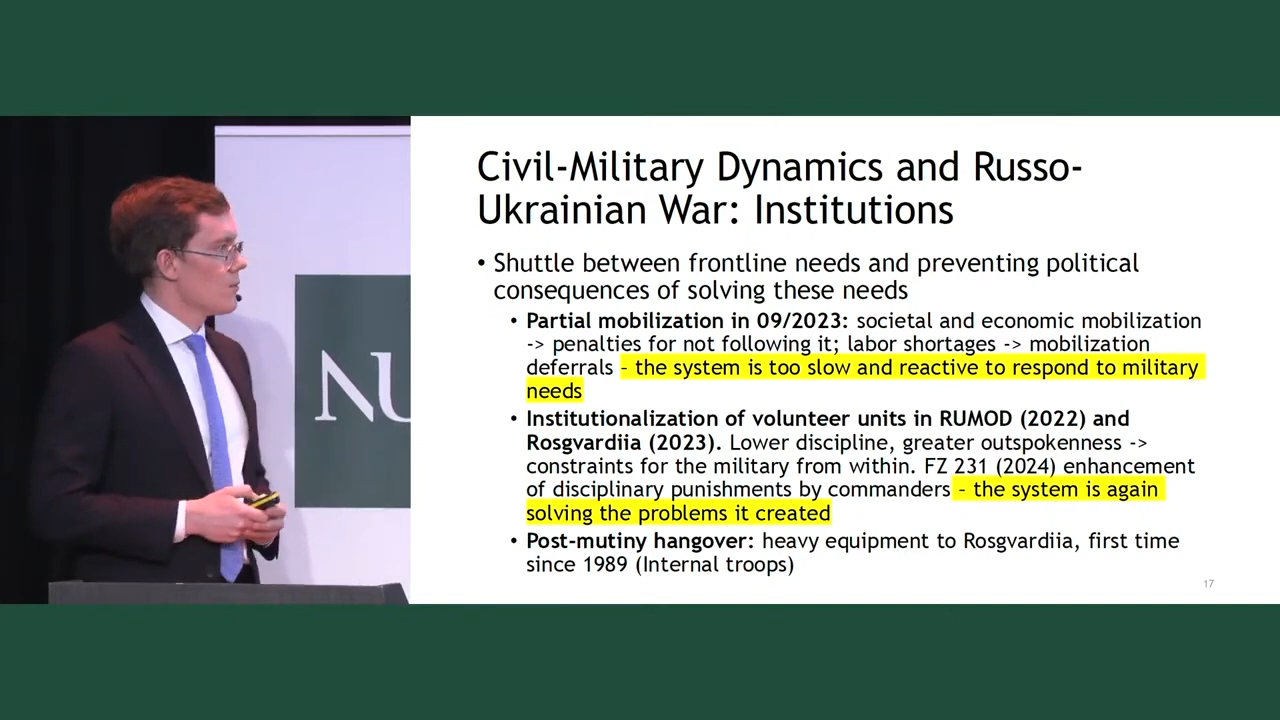 Civil-Military Dynamics and Russo-
Ukrainian War: Institutions
• Shuttle between frontline needs and preventing political
consequences of solving these needs
• Partial mobilization in 09/2023: societal and economic mobilization
-> penalties for not following it; labor shortages -> mobilization
deferrals – the system is too slow and reactive to respond to military
needs
• Institutionalization of volunteer units in RUMOD (2022) and
Rosgvardiia (2023). Lower discipline, greater outspokenness ->
constraints for the military from within. FZ 231 (2024) enhancement
of disciplinary punishments by commanders – the system is again
solving the problems it created
• Post-mutiny hangover: heavy equipment to Rosgvardiia, first time
since 1989 (Internal troops)
17
NU